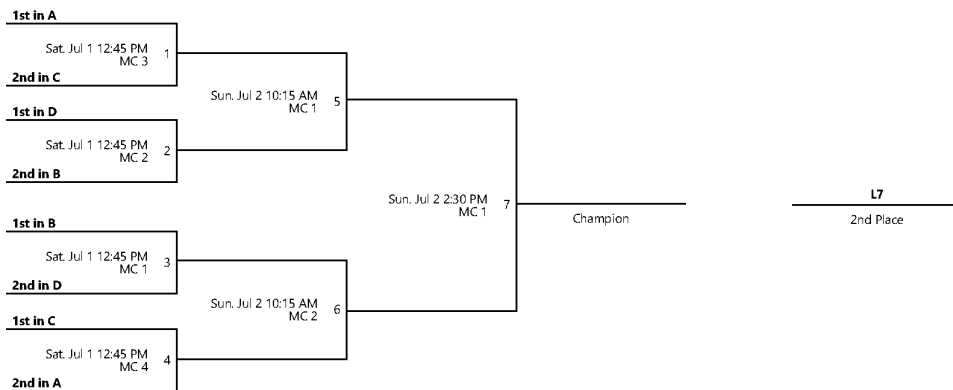 1st in A
Sat. Jul 1 12:45 PM
MC 3
1
2nd in C
1st in D
Sat. Jul 1 12:45 PM
MC 2
2
2nd in B
Sun. Jul 2 10:15 AM
MC 1
5
1st in B
Sat. Jul 1 12:45 PM
MC 1
3
2nd in D
1st in C
Sat. Jul 1 12:45 PM
MC 4
4
2nd in A
Sun. Jul 2 10:15 AM
MC 2
6
Sun. Jul 2 2:30 PM
MC 1
7
Champion
L7
2nd Place